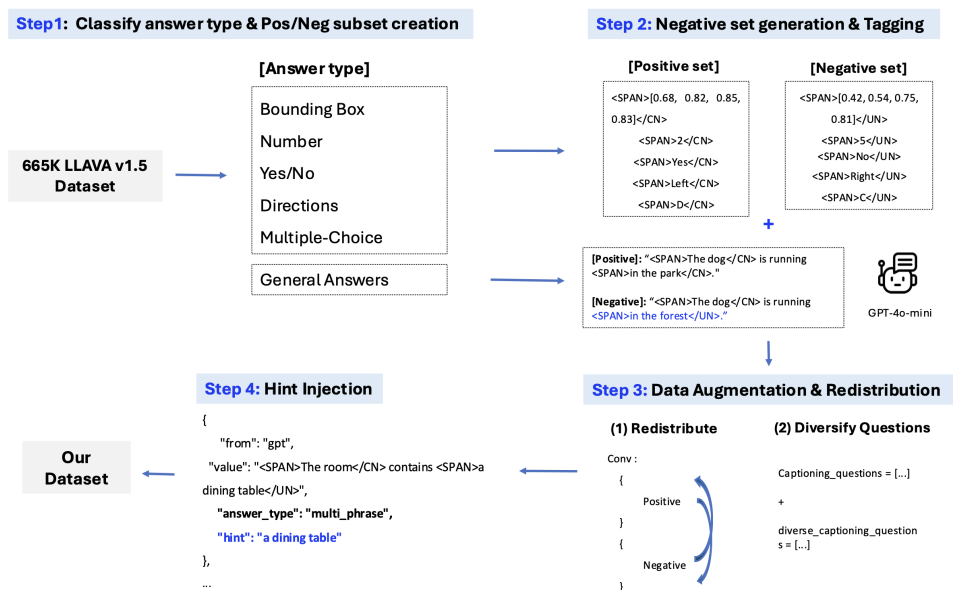 Step1: Classify answer type & Pos/Neg subset creation
[Answer type]
665K LLAVA v1.5
Dataset
Bounding Box
Number
Yes/No
Directions
Multiple-Choice
General Answers
Step 2: Negative set generation & Tagging
[Positive set]
<SPAN>[0.68, 0.82, 0.85,
0.83]</CN>
<SPAN>2</CN>
<SPAN>Yes</CN>
<SPAN>Left</CN>
<SPAN>D</CN>
[Negative set]
<SPAN>[0.42, 0.54, 0.75,
0.81]</UN>
<SPAN>5</UN>
<SPAN>No</UN>
<SPAN>Right</UN>
<SPAN>C</UN>
+
[Positive]: “<SPAN>The dog</CN> is running
<SPAN>in the park</CN>."
[Negative]: “<SPAN>The dog</CN> is running
<SPAN>in the forest</UN>.”
GPT-4o-mini
Step 3: Data Augmentation & Redistribution
(1) Redistribute
Conv :
{
Positive
}
{
Negative
}
(2) Diversify Questions
Captioning_questions = [...]
+
diverse_captioning_question
s = [...]
Step 4: Hint Injection
{
"from": "gpt",
"value": "<SPAN>The room</CN> contains <SPAN>a
dining table</UN>",
"answer_type": "multi_phrase",
"hint": "a dining table"
},
...
Our
Dataset